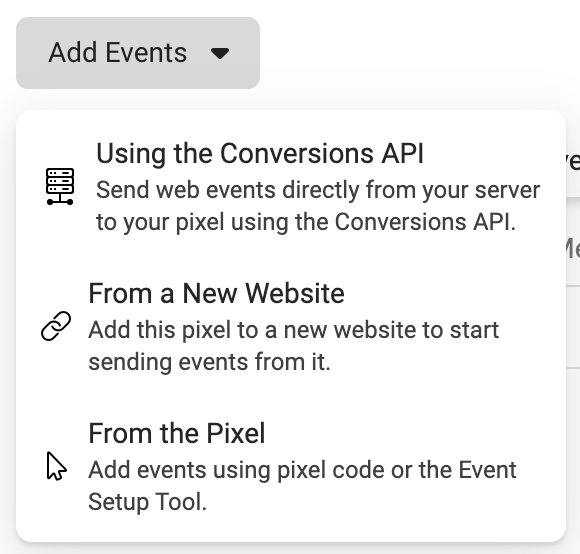 Add Events
Using the Conversions API
Send web events directly from your server
to your pixel using the Conversions API.
From a New Website
Add this pixel to a new website to start
sending events from it.
From the Pixel
Add events using pixel code or the Event
Setup Tool.